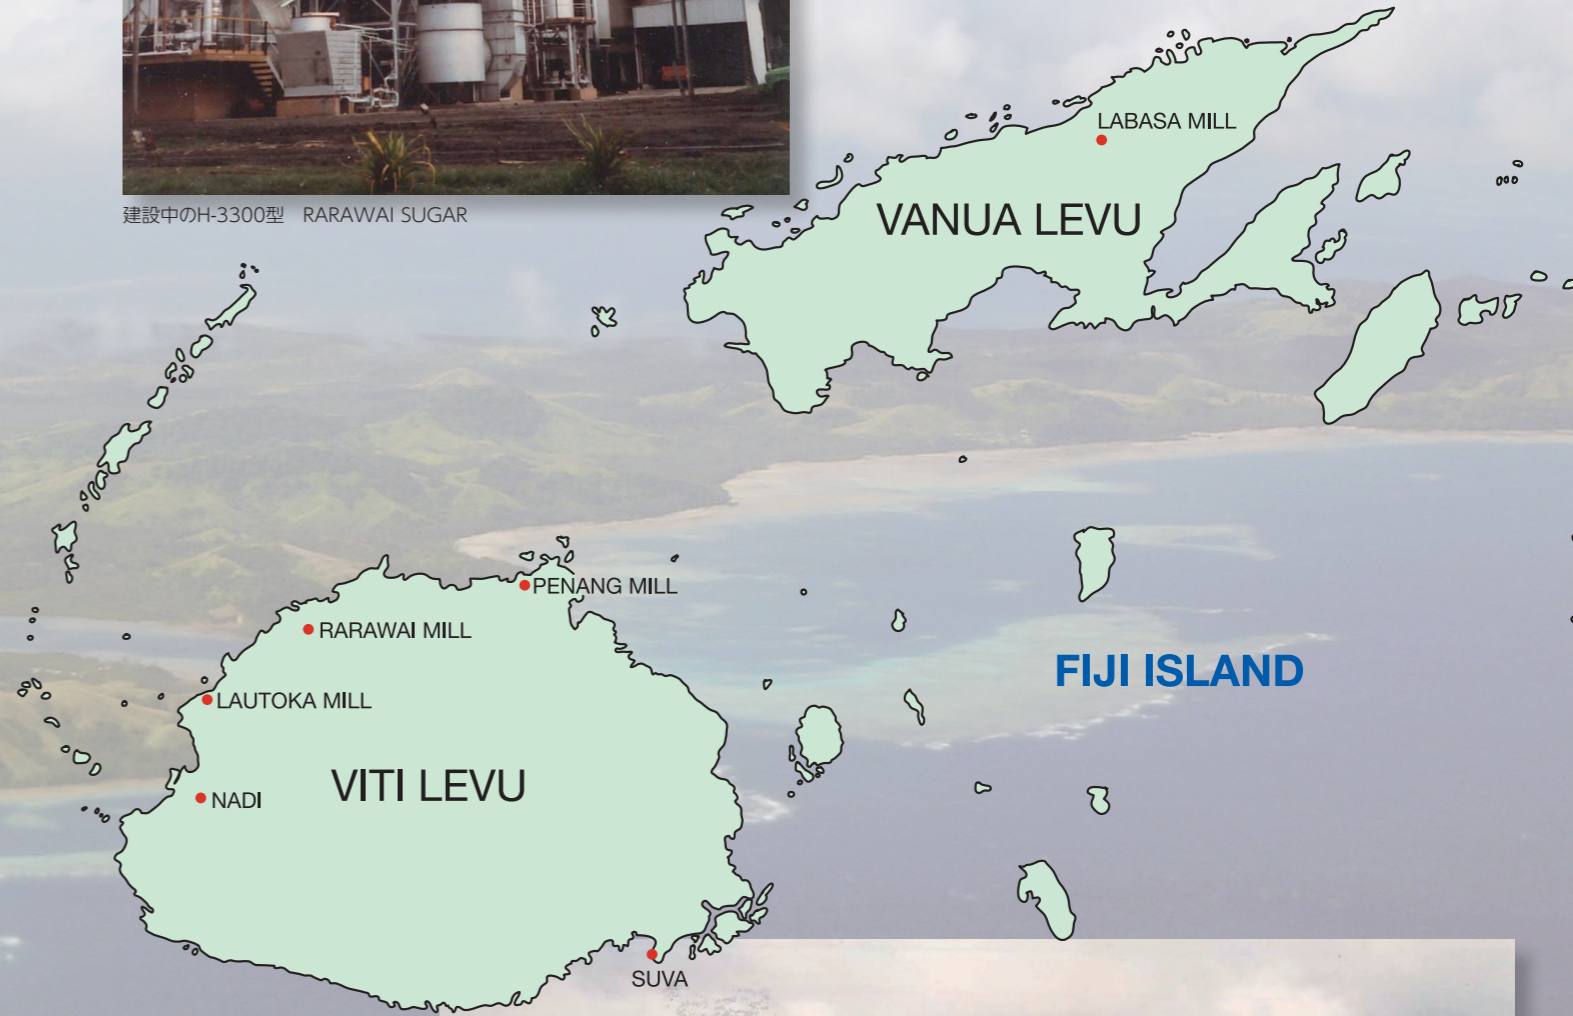 建設中のH-3300型 RARAWAI SUGAR
LABASA MILL
VANUA LEVU
PENANG MILL
RARAWAI MILL
FIJI ISLAND
LAUTOKA MILL
VITI LEVU
NADI
SUVA